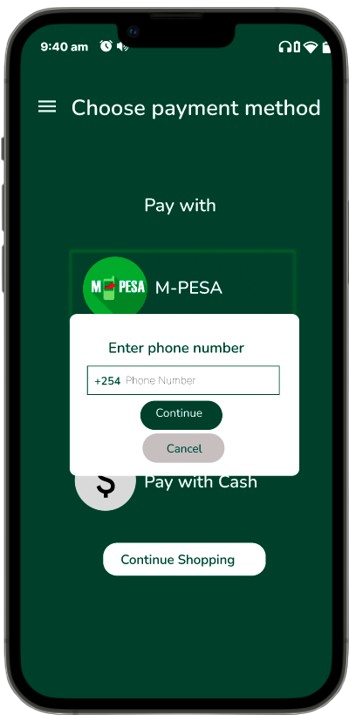 9:40 am
Choose payment method
Pay with
M PESA M-PESA
Enter phone number
+254 Phone Number
Continue
Cancel
$ Pay with Cash
Continue Shopping